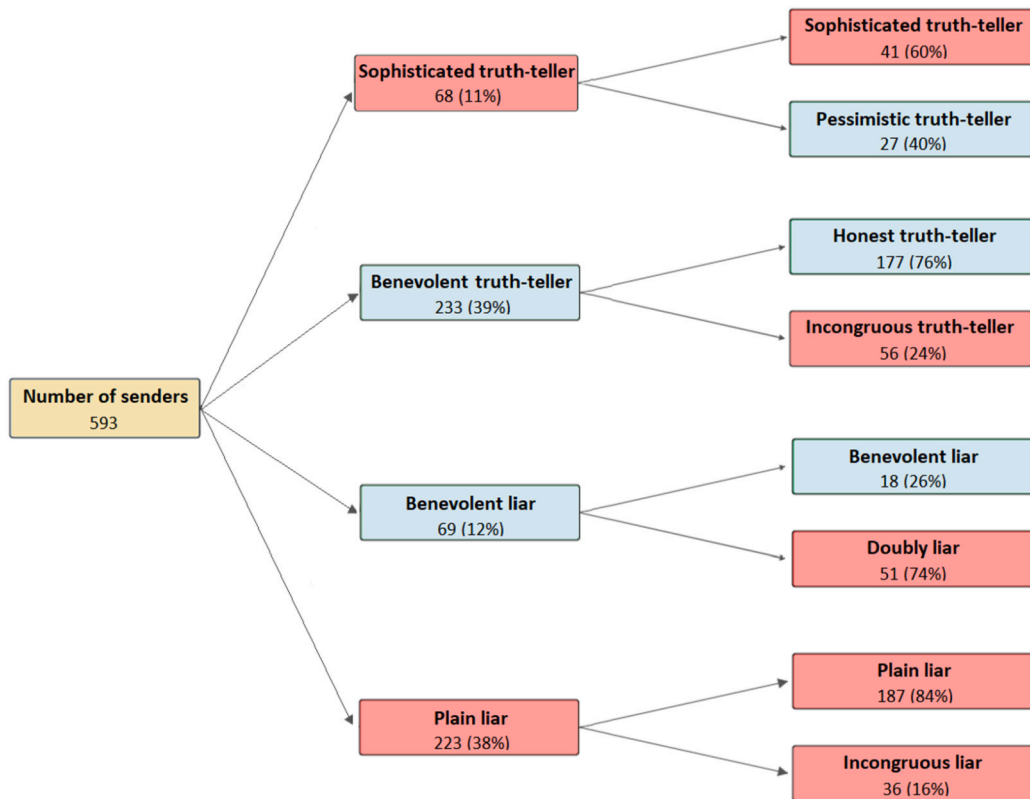 Sophisticated truth-teller
41 (60%)
Sophisticated truth-teller
68 (11%)
Pessimistic truth-teller
27 (40%)
Honest truth-teller
177 (76%)
Benevolent truth-teller
233 (39%)
Incongruous truth-teller
56 (24%)
Number of senders
593
Benevolent liar
18 (26%)
Benevolent liar
69 (12%)
Doubly liar
51 (74%)
Plain liar
187 (84%)
Plain liar
223 (38%)
Incongruous liar
36 (16%)